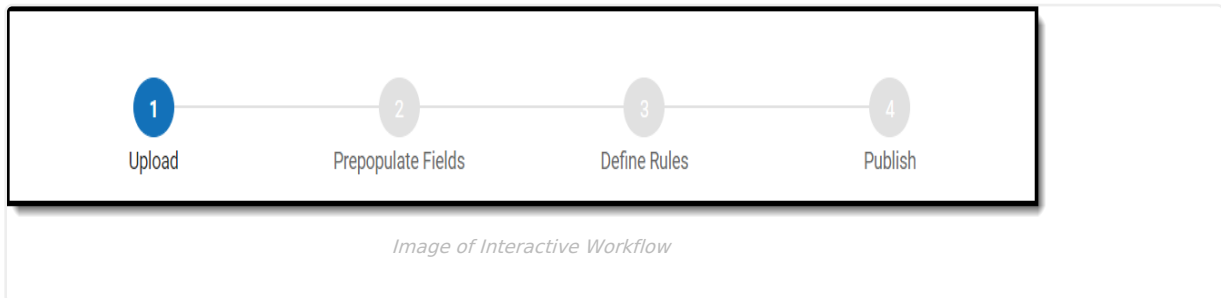 1 2 3 4
Upload Prepopulate Fields Define Rules Publish
Image of Interactive Workflow